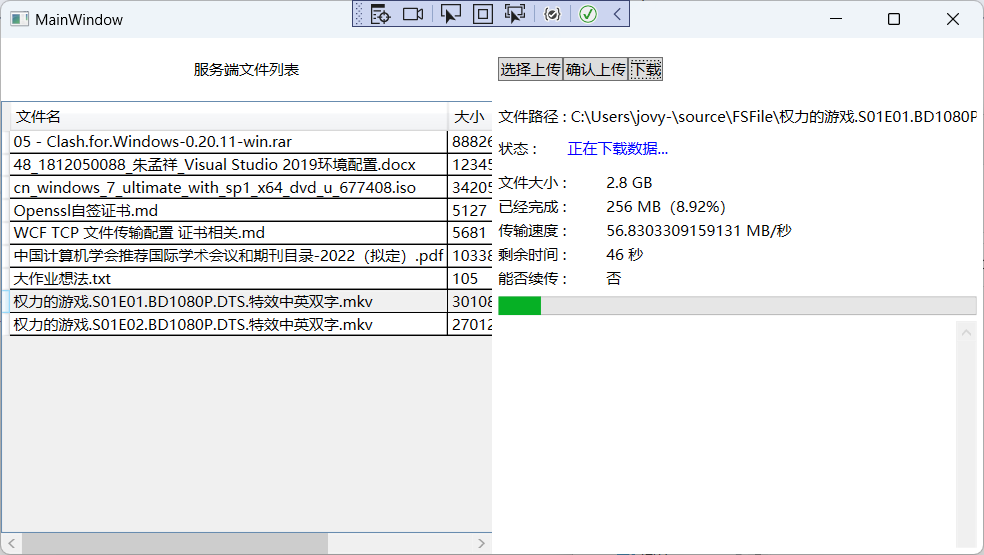 MainWindow
服务端文件列表
选择上传 确认上传 下载
文件名 大小
05 - Clash.for.Windows-0.20.11-win.rar 88826
48_1812050088_朱孟祥_Visual Studio 2019环境配置.docx 12345
cn_windows_7_ultimate_with_sp1_x64_dvd_u_677408.iso 34205
Openssl自签证书.md 5127
WCF TCP 文件传输配置 证书相关.md 5681
中国计算机学会推荐国际学术会议和期刊目录-2022（拟定）.pdf 10338
大作业想法.txt 105
权力的游戏.S01E01.BD1080P.DTS.特效中英双字.mkv 30108
权力的游戏.S01E02.BD1080P.DTS.特效中英双字.mkv 27012
文件路径： C:\Users\jovy-\source\FSFile\权力的游戏.S01E01.BD1080P
状态： 正在下载数据...
文件大小： 2.8 GB
已经完成： 256 MB（8.92%）
传输速度： 56.8303309159131 MB/秒
剩余时间： 46 秒
能否续传： 否